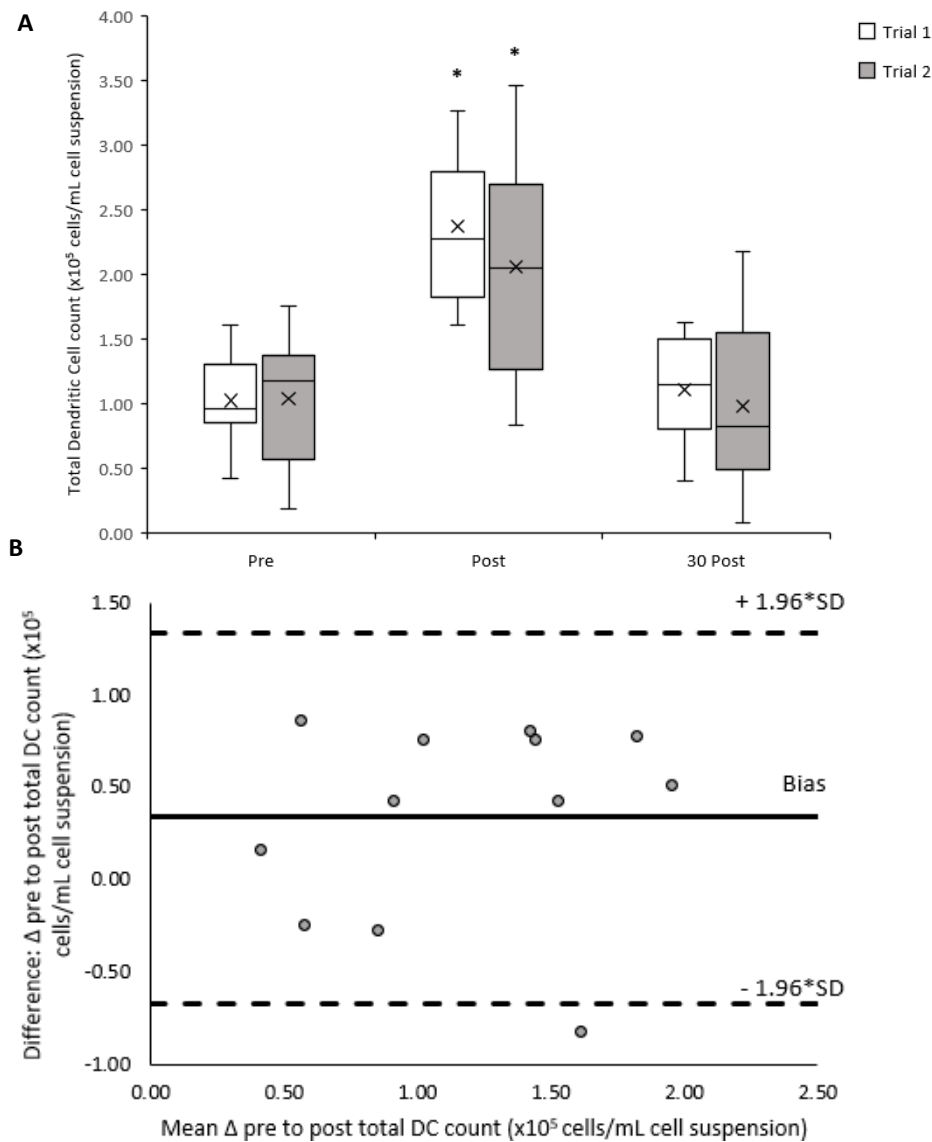 A
Trial 1
Trial 2
Total Dendritic Cell count (x10⁵ cells/mL cell suspension)
4.00
3.50
3.00
2.50
2.00
1.50
1.00
0.50
0.00
*
*
Pre
Post
30 Post
B
Difference: Δ pre to post total DC count (x10⁵
cells/mL cell suspension)
1.50
1.00
0.50
0.00
-0.50
-1.00
+ 1.96*SD
Bias
- 1.96*SD
0.00
0.50
1.00
1.50
2.00
2.50
Mean Δ pre to post total DC count (x10⁵ cells/mL cell suspension)